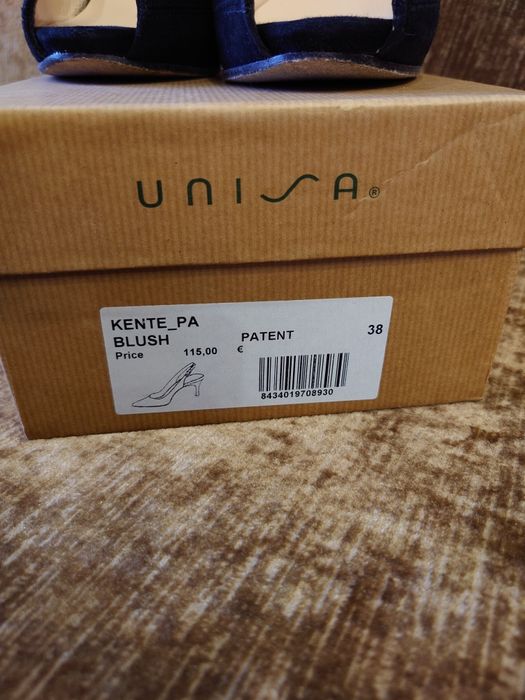 UNISA®
KENTE_PA
BLUSH PATENT 38
Price 115,00 €
8434019708930